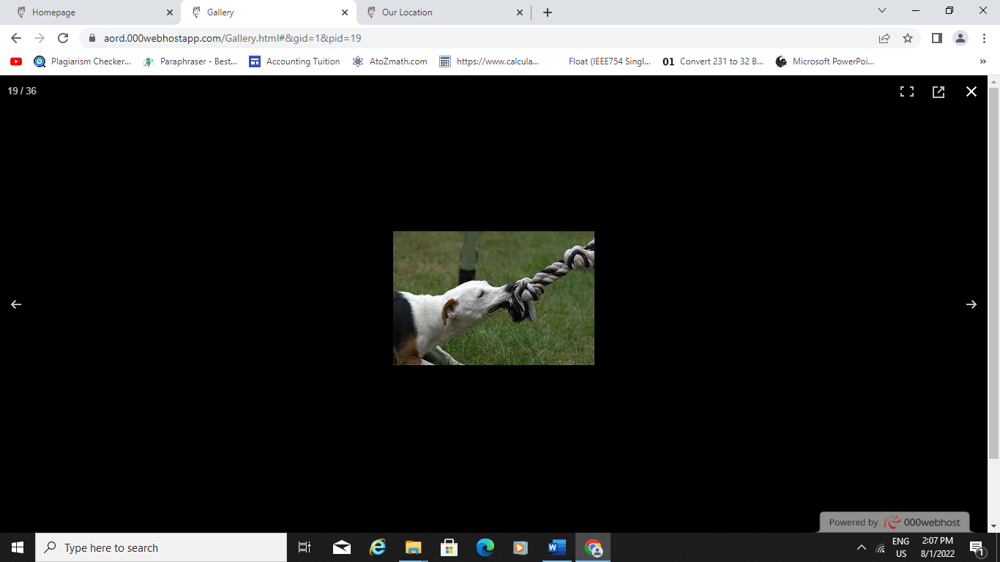 Homepage
Gallery
Our Location
aord.000webhostapp.com/Gallery.html#&gid=1&pid=19
Plagiarism Checker...
Paraphraser - Best...
Accounting Tuition
AtoZmath.com
https://www.calcula...
Float (IEEE754 Singl...
01
Convert 231 to 32 B...
Microsoft PowerPoi...
»
19 / 36
Powered by 000webhost
Type here to search
ENG
US
2:07 PM
8/1/2022
1